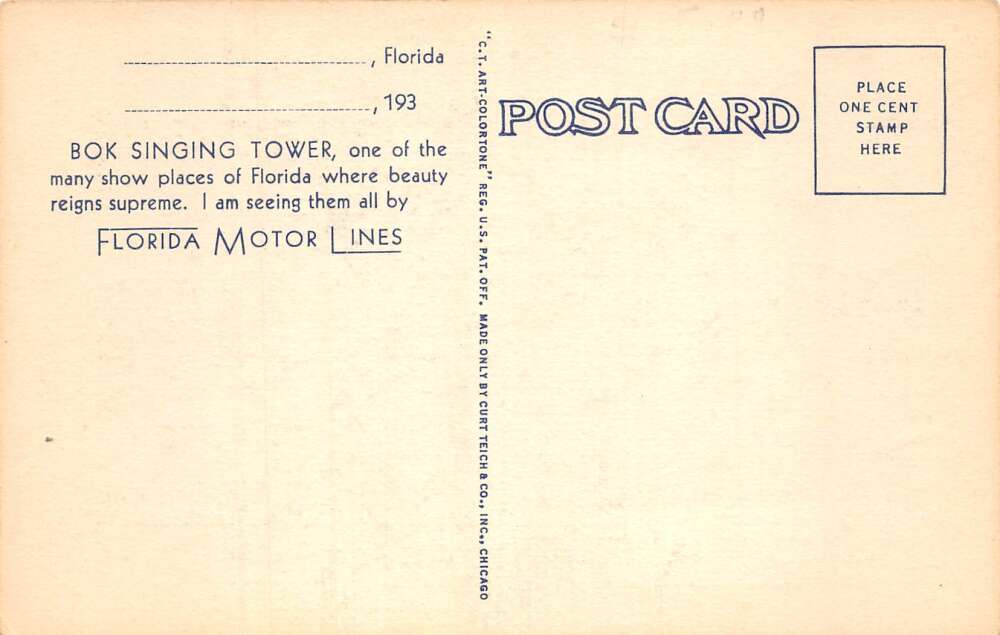 , Florida
, 193
BOK SINGING TOWER, one of the
many show places of Florida where beauty
reigns supreme. I am seeing them all by
FLORIDA MOTOR LINES
"C.T. ART-COLORTONE" REG. U.S. PAT. OFF. MADE ONLY BY CURT TEICH & CO., INC., CHICAGO
POST CARD
PLACE
ONE CENT
STAMP
HERE